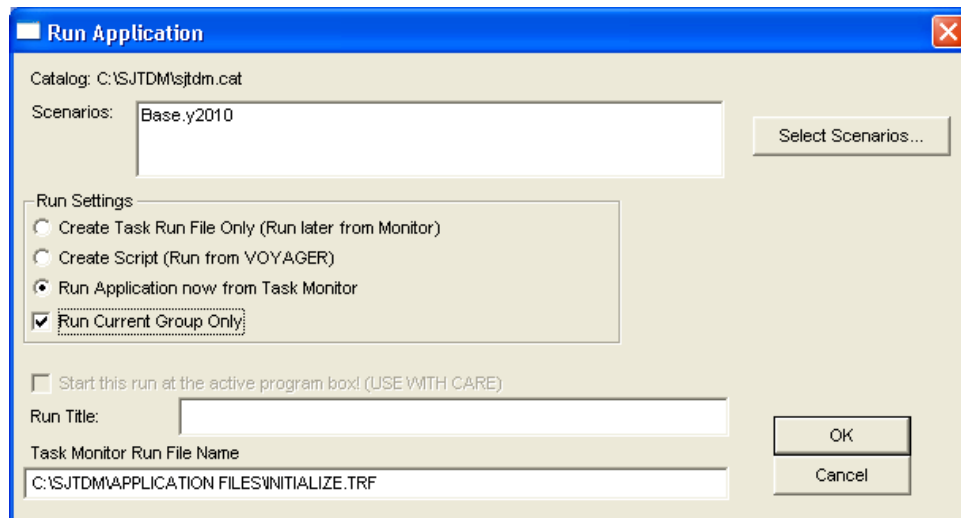 Run Application
Catalog: C:\SJTDM\sjtdm.cat
Scenarios:
Base.y2010
Select Scenarios...
Run Settings
Create Task Run File Only (Run later from Monitor)
Create Script (Run from VOYAGER)
Run Application now from Task Monitor
Run Current Group Only
Start this run at the active program box! (USE WITH CARE)
Run Title:
OK
Task Monitor Run File Name
Cancel
C:\SJTDM\APPLICATION FILES\INITIALIZE.TRF